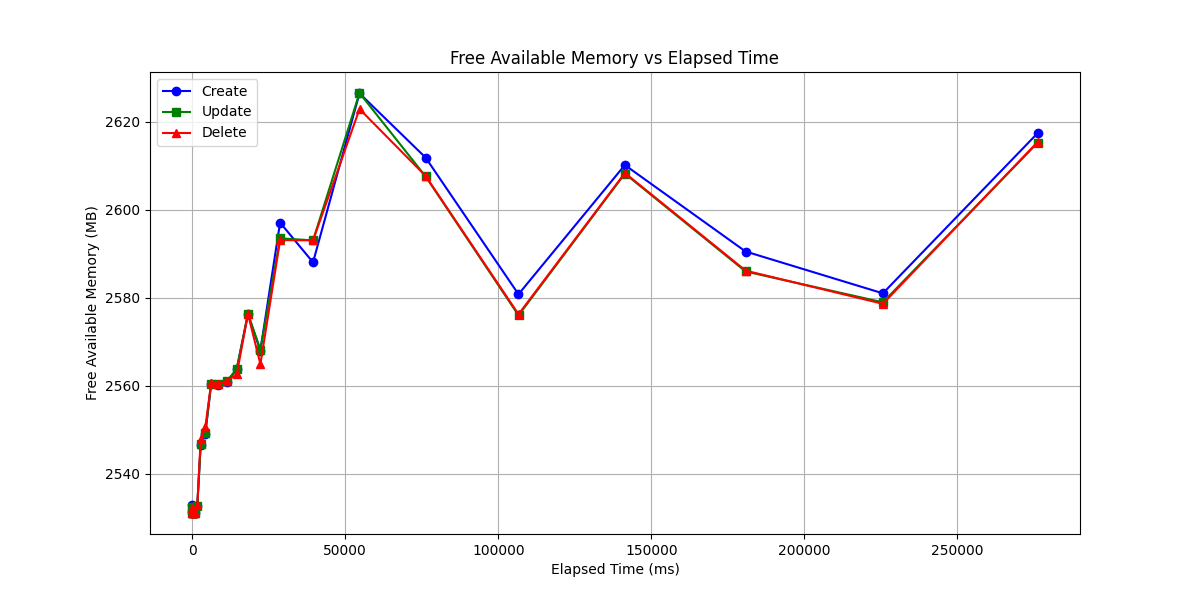 Free Available Memory vs Elapsed Time
Create
Update
Delete
2620
2600
2580
2560
2540
Free Available Memory (MB)
0
50000
100000
150000
200000
250000
Elapsed Time (ms)